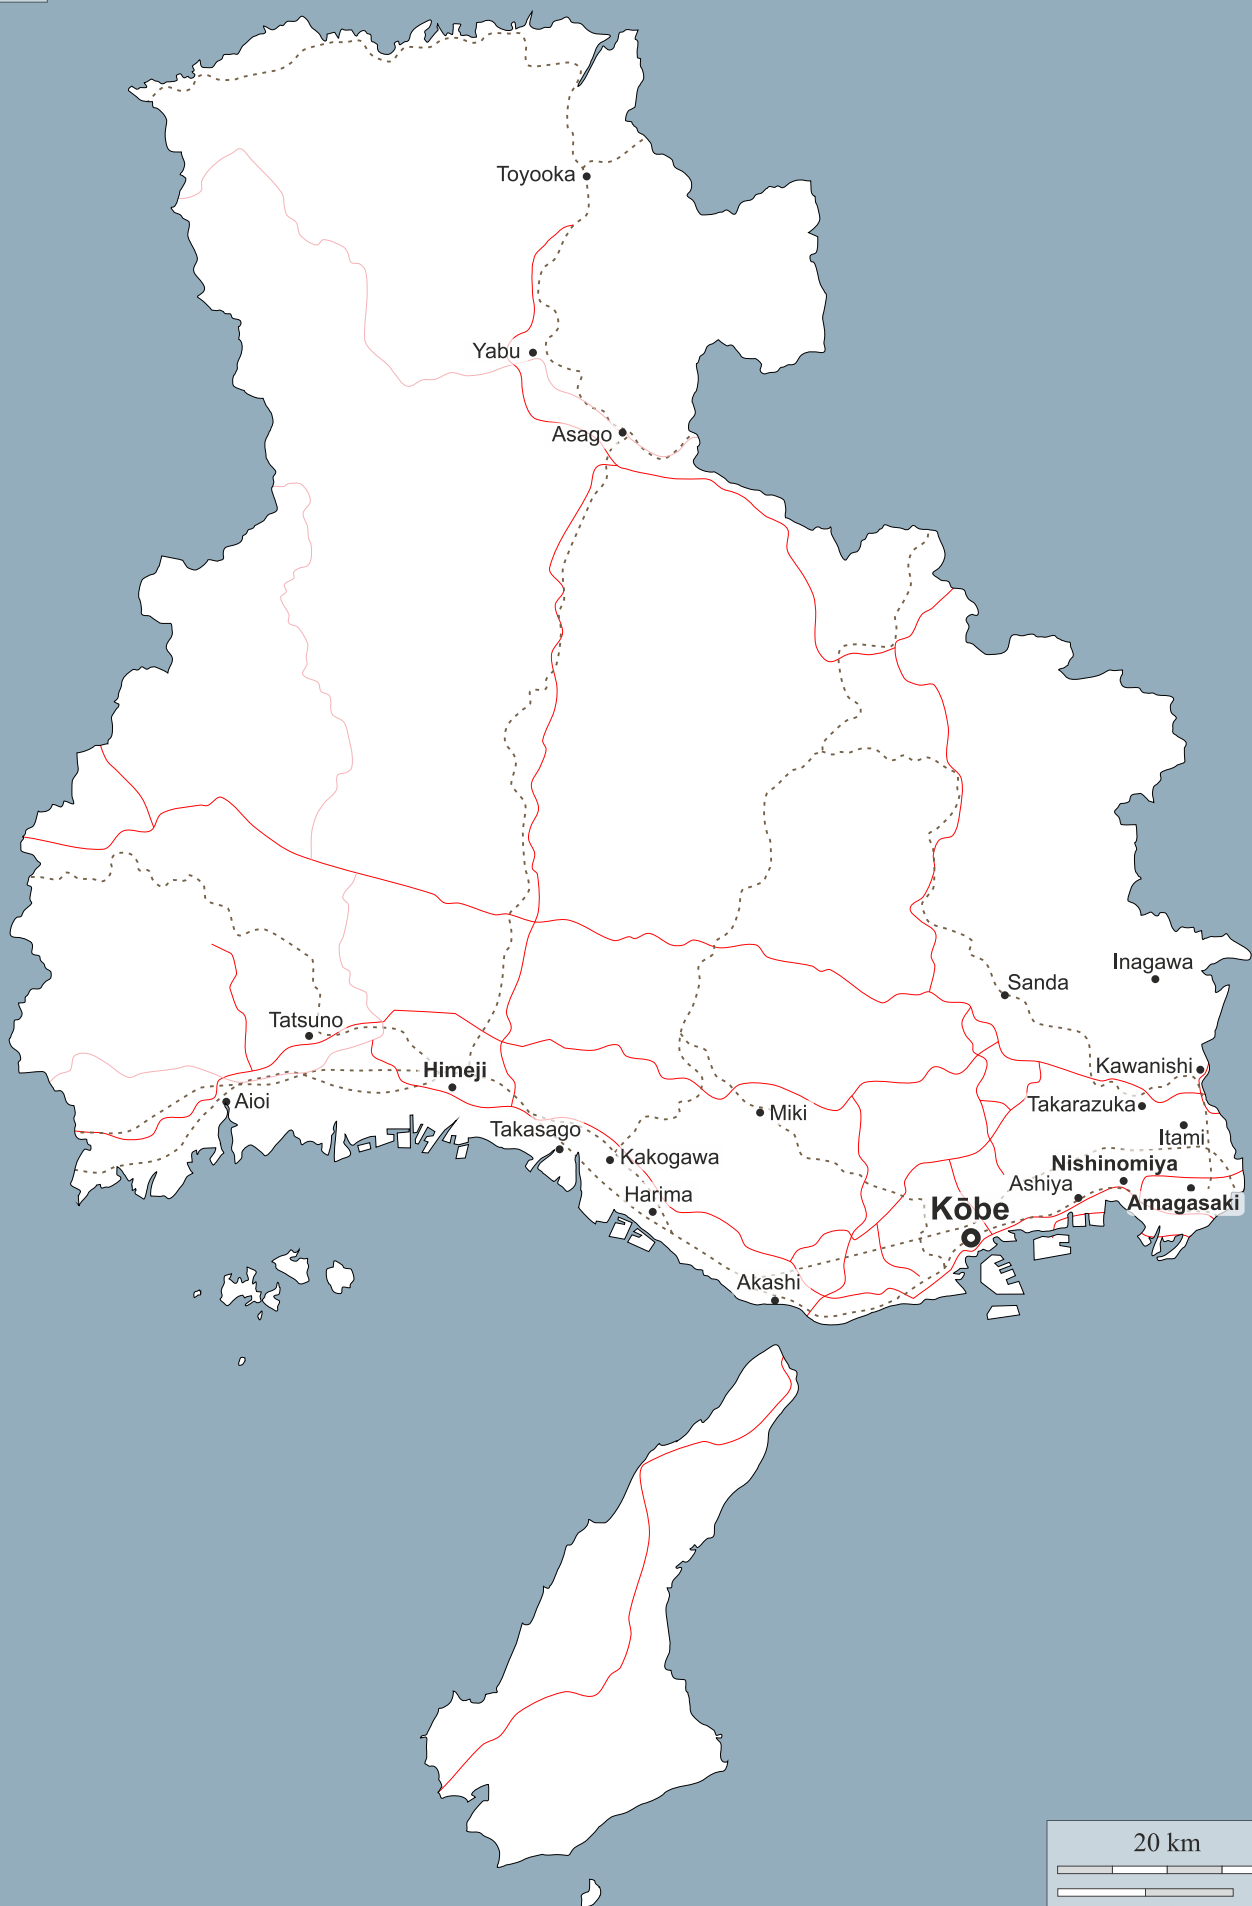 Toyooka
Yabu
Asago
Inagawa
Sanda
Tatsuno
Himeji
Kawanishi
Aioi
Takarazuka
Miki
Takasago
Itami
Kakogawa
Nishinomiya
Ashiya
Harima
Amagasaki
Kōbe
Akashi
20 km